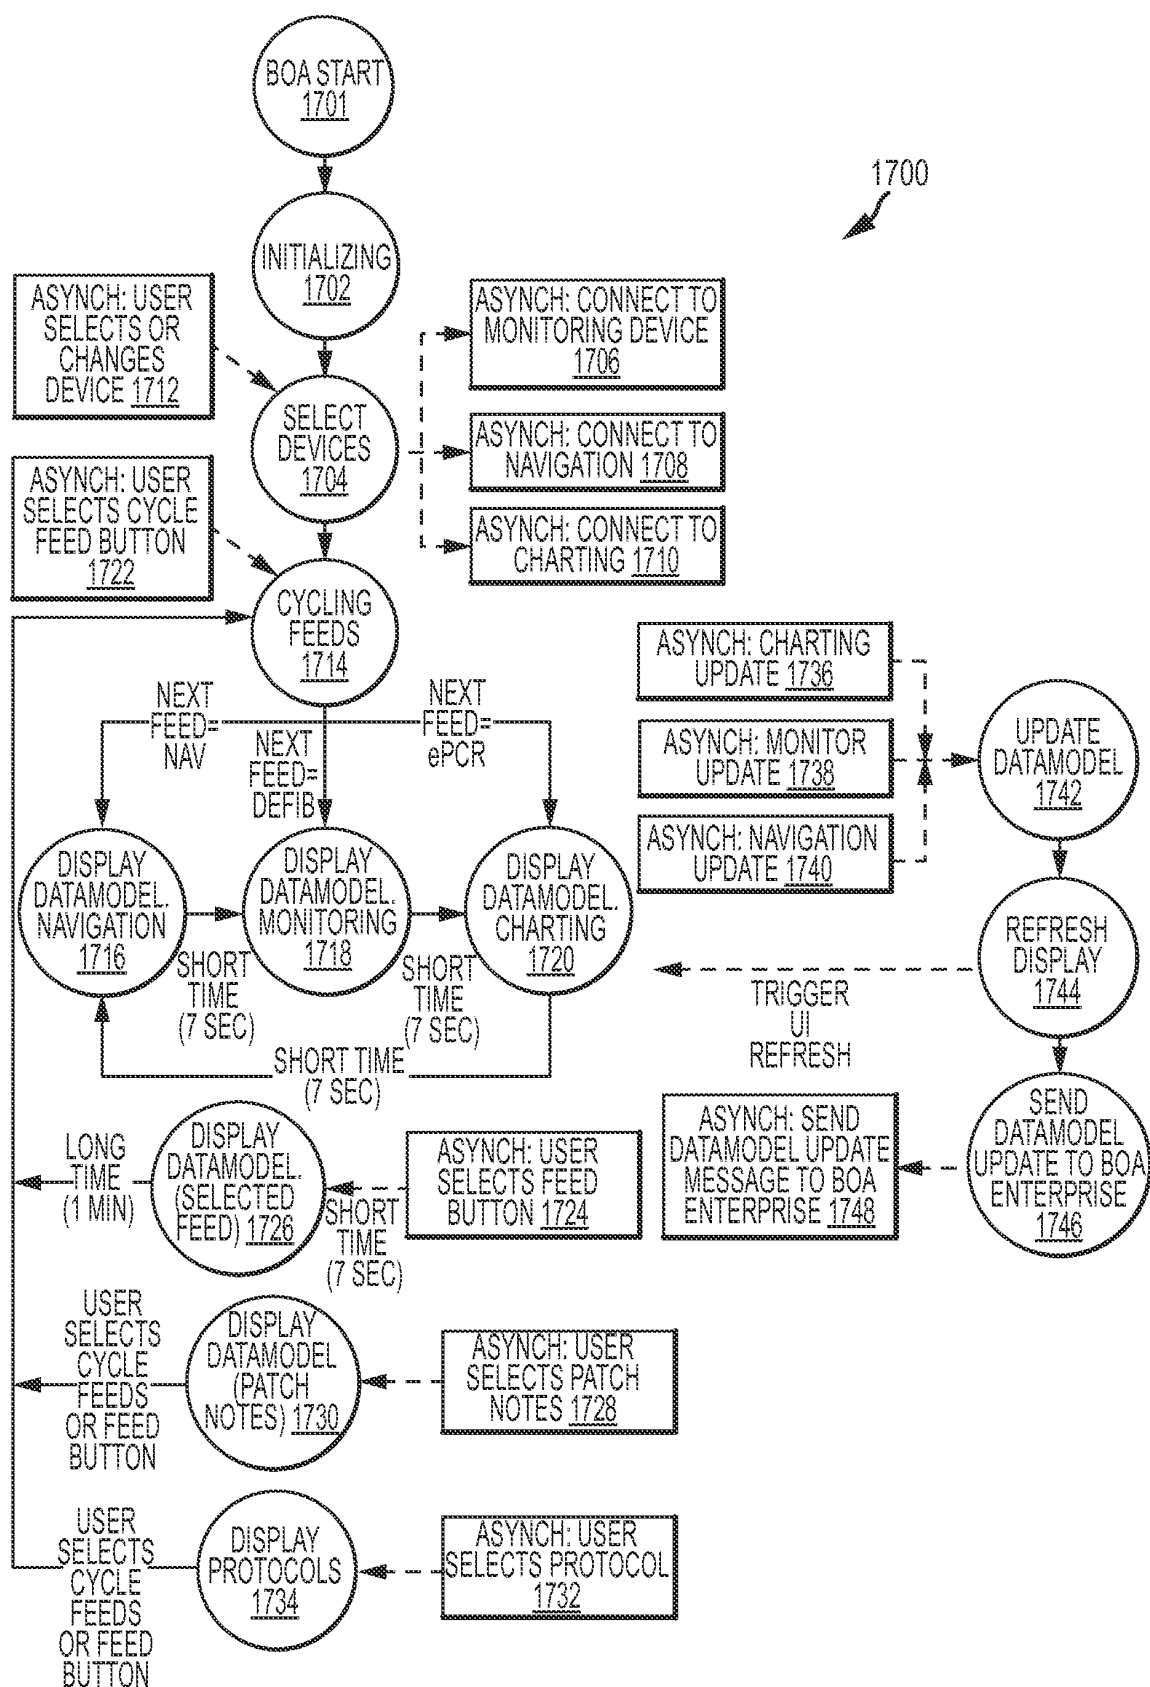 BOA START
1701
1700
INITIALIZING
1702
ASYNCH: USER
SELECTS OR
CHANGES
DEVICE 1712
ASYNCH: CONNECT TO
MONITORING DEVICE
1706
SELECT
DEVICES
1704
ASYNCH: CONNECT TO
NAVIGATION 1708
ASYNCH: USER
SELECTS CYCLE
FEED BUTTON
1722
ASYNCH: CONNECT TO
CHARTING 1710
CYCLING
FEEDS
1714
NEXT
FEED=
NAV
NEXT
FEED=
DEFIB
NEXT
FEED=
ePCR
ASYNCH: CHARTING
UPDATE 1736
ASYNCH: MONITOR
UPDATE 1738
ASYNCH: NAVIGATION
UPDATE 1740
UPDATE
DATAMODEL
1742
DISPLAY
DATAMODEL.
NAVIGATION
1716
DISPLAY
DATAMODEL.
MONITORING
1718
DISPLAY
DATAMODEL.
CHARTING
1720
SHORT
TIME
(7 SEC)
SHORT
TIME
(7 SEC)
SHORT TIME
(7 SEC)
REFRESH
DISPLAY
1744
TRIGGER
UI
REFRESH
LONG
TIME
(1 MIN)
DISPLAY
DATAMODEL.
(SELECTED
FEED) 1726
SHORT
TIME
(7 SEC)
ASYNCH: USER
SELECTS FEED
BUTTON 1724
ASYNCH: SEND
DATAMODEL UPDATE
MESSAGE TO BOA
ENTERPRISE 1748
SEND
DATAMODEL
UPDATE TO BOA
ENTERPRISE
1746
USER
SELECTS
CYCLE
FEEDS
OR FEED
BUTTON
DISPLAY
DATAMODEL
(PATCH
NOTES) 1730
ASYNCH: USER
SELECTS PATCH
NOTES 1728
USER
SELECTS
CYCLE
FEEDS
OR FEED
BUTTON
DISPLAY
PROTOCOLS
1734
ASYNCH: USER
SELECTS PROTOCOL
1732